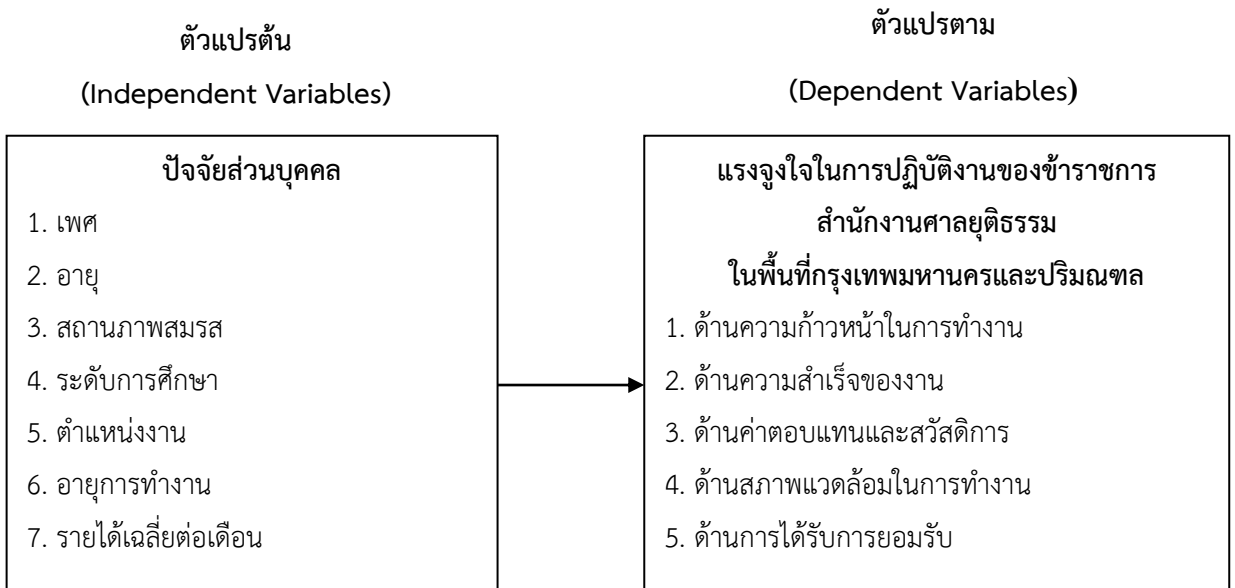 ตัวแปรต้น
(Independent Variables)
ปัจจัยส่วนบุคคล
1. เพศ
2. อายุ
3. สถานภาพสมรส
4. ระดับการศึกษา
5. ตำแหน่งงาน
6. อายุการทำงาน
7. รายได้เฉลี่ยต่อเดือน
ตัวแปรตาม
(Dependent Variables)
แรงจูงใจในการปฏิบัติงานของข้าราชการ
สำนักงานศาลยุติธรรม
ในพื้นที่กรุงเทพมหานครและปริมณฑล
1. ด้านความก้าวหน้าในการทำงาน
2. ด้านความสำเร็จของงาน
3. ด้านค่าตอบแทนและสวัสดิการ
4. ด้านสภาพแวดล้อมในการทำงาน
5. ด้านการได้รับการยอมรับ